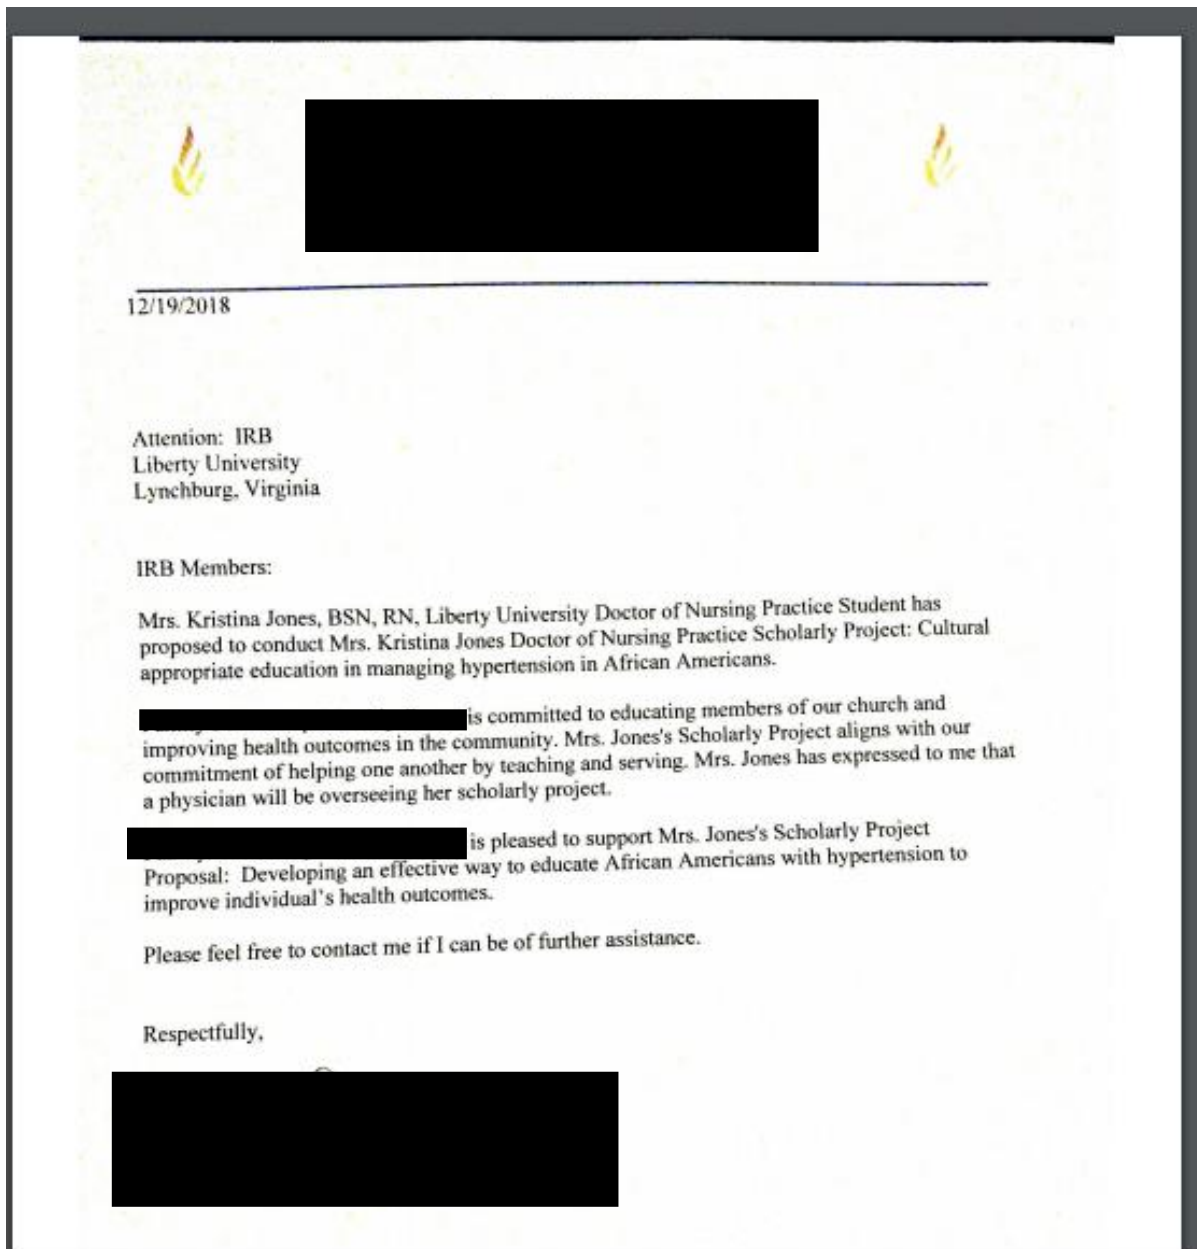 12/19/2018
Attention: IRB
Liberty University
Lynchburg, Virginia
IRB Members:
Mrs. Kristina Jones, BSN, RN, Liberty University Doctor of Nursing Practice Student has
proposed to conduct Mrs. Kristina Jones Doctor of Nursing Practice Scholarly Project: Cultural
appropriate education in managing hypertension in African Americans.
is committed to educating members of our church and
improving health outcomes in the community. Mrs. Jones's Scholarly Project aligns with our
commitment of helping one another by teaching and serving. Mrs. Jones has expressed to me that
a physician will be overseeing her scholarly project.
is pleased to support Mrs. Jones's Scholarly Project
Proposal: Developing an effective way to educate African Americans with hypertension to
improve individual's health outcomes.
Please feel free to contact me if I can be of further assistance.
Respectfully,